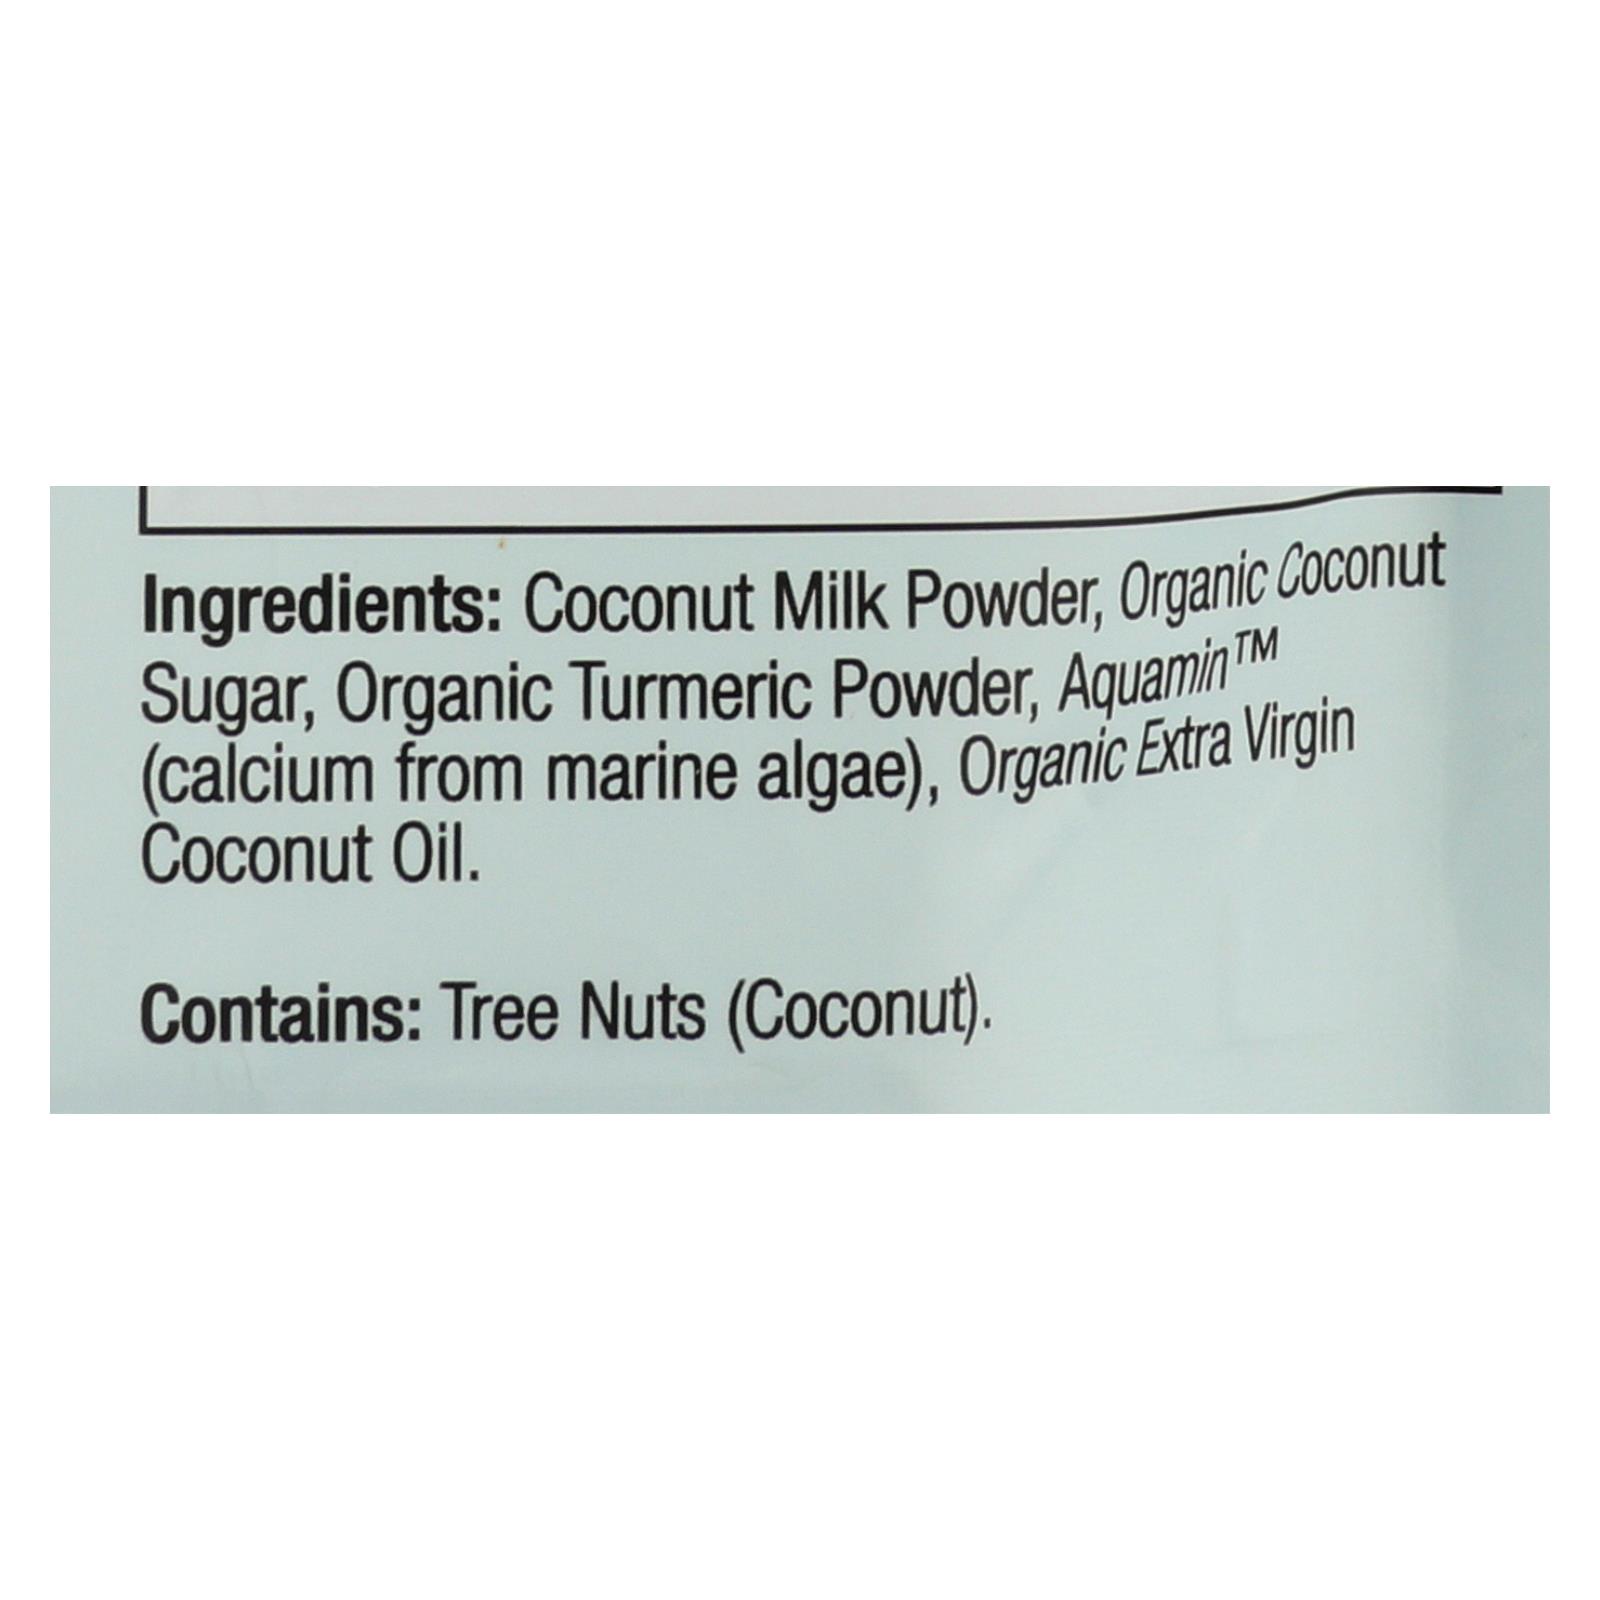 Ingredients: Coconut Milk Powder, Organic Coconut
Sugar, Organic Turmeric Powder, Aquamin™
(calcium from marine algae), Organic Extra Virgin
Coconut Oil.
Contains: Tree Nuts (Coconut).